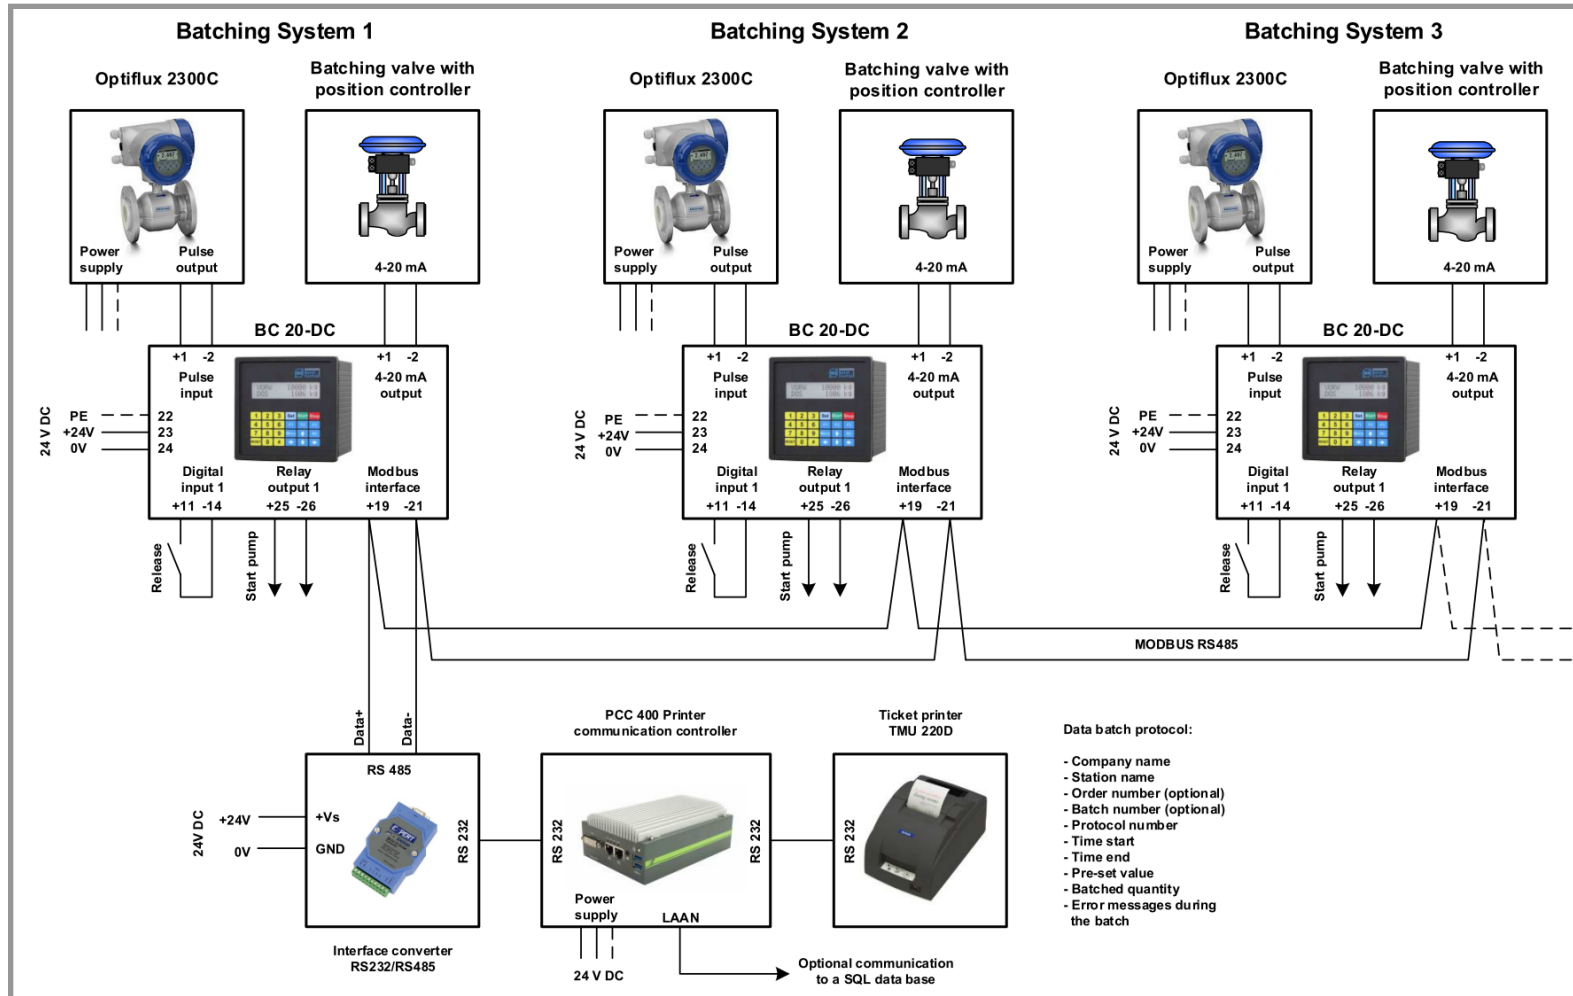 Batching System 1
Batching System 2
Batching System 3
Optiflux 2300C
Batching valve with
position controller
Optiflux 2300C
Batching valve with
position controller
Optiflux 2300C
Batching valve with
position controller
Power
supply
Pulse
output
4-20 mA
Power
supply
Pulse
output
4-20 mA
Power
supply
Pulse
output
4-20 mA
BC 20-DC
BC 20-DC
BC 20-DC
+1 -2
Pulse
input
+1 -2
4-20 mA
output
24 V DC
PE 22
+24V 23
0V 24
Digital
input 1
+11 -14
Relay
output 1
+25 -26
Modbus
interface
+19 -21
Release
Start pump
+1 -2
Pulse
input
+1 -2
4-20 mA
output
24 V DC
PE 22
+24V 23
0V 24
Digital
input 1
+11 -14
Relay
output 1
+25 -26
Modbus
interface
+19 -21
Release
Start pump
+1 -2
Pulse
input
+1 -2
4-20 mA
output
24 V DC
PE 22
+24V 23
0V 24
Digital
input 1
+11 -14
Relay
output 1
+25 -26
Modbus
interface
+19 -21
Release
Start pump
MODBUS RS485
Data+
Data-
RS 485
24V DC
+24V +Vs
0V GND
RS 232
Interface converter
RS232/RS485
PCC 400 Printer
communication controller
RS 232
RS 232
Power
supply
LAAN
24 V DC
Optional communication
to a SQL data base
Ticket printer
TMU 220D
RS 232
Data batch protocol:
- Company name
- Station name
- Order number (optional)
- Batch number (optional)
- Protocol number
- Time start
- Time end
- Pre-set value
- Batched quantity
- Error messages during
the batch